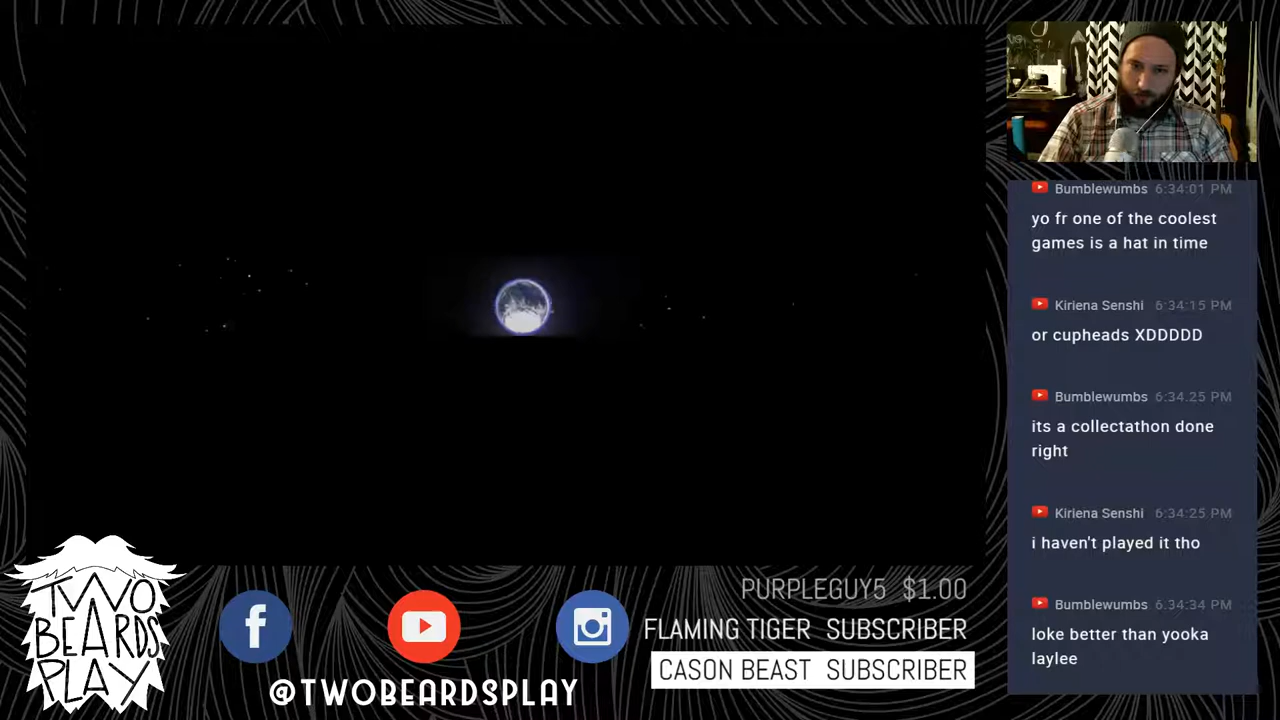 Bumblewumbs 6:34:01 PM
yo fr one of the coolest
games is a hat in time
Kiriena Senshi 6:34:15 PM
or cupheads XDDDDD
Bumblewumbs 6:34:25 PM
its a collectathon done
right
Kiriena Senshi 6:34:25 PM
i haven't played it tho
Bumblewumbs 6:34:34 PM
loke better than yooka
laylee
TWO
BEARDS
PLAY
f
@TWOBEARDSPLAY
PURPLEGUY5 $1.00
FLAMING TIGER SUBSCRIBER
CASON BEAST SUBSCRIBER